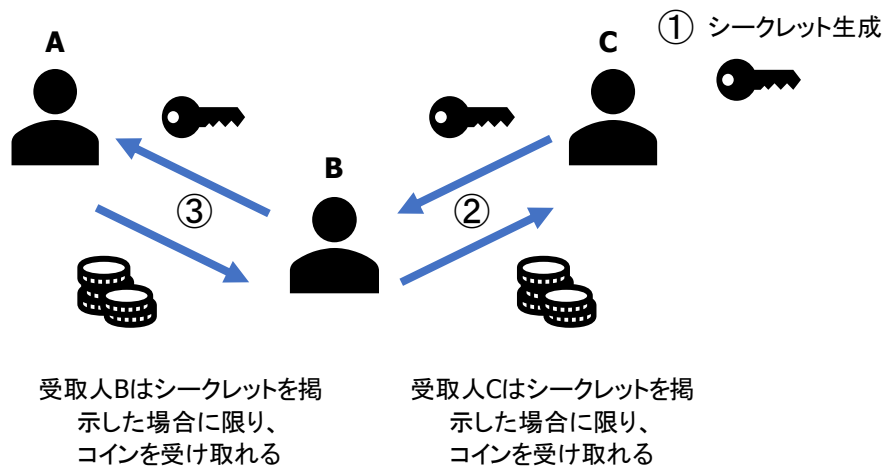 ① シークレット生成
A
C
B
③
②
受取人Bはシークレットを掲
示した場合に限り、
コインを受け取れる
受取人Cはシークレットを掲
示した場合に限り、
コインを受け取れる